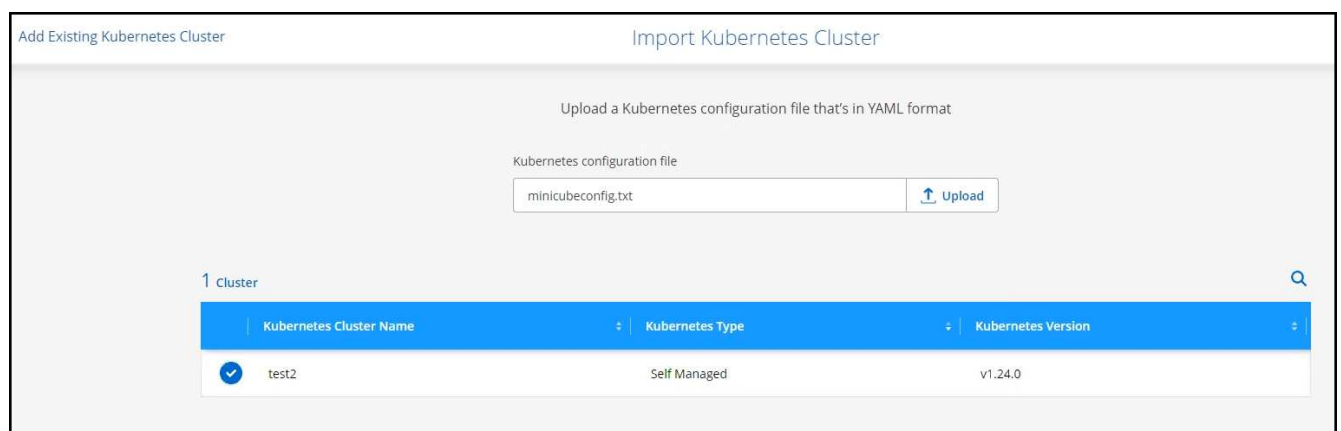 Add Existing Kubernetes Cluster
Import Kubernetes Cluster
Upload a Kubernetes configuration file that's in YAML format
Kubernetes configuration file
minicubeconfig.txt
Upload
1 Cluster
Kubernetes Cluster Name Kubernetes Type Kubernetes Version
test2 Self Managed v1.24.0